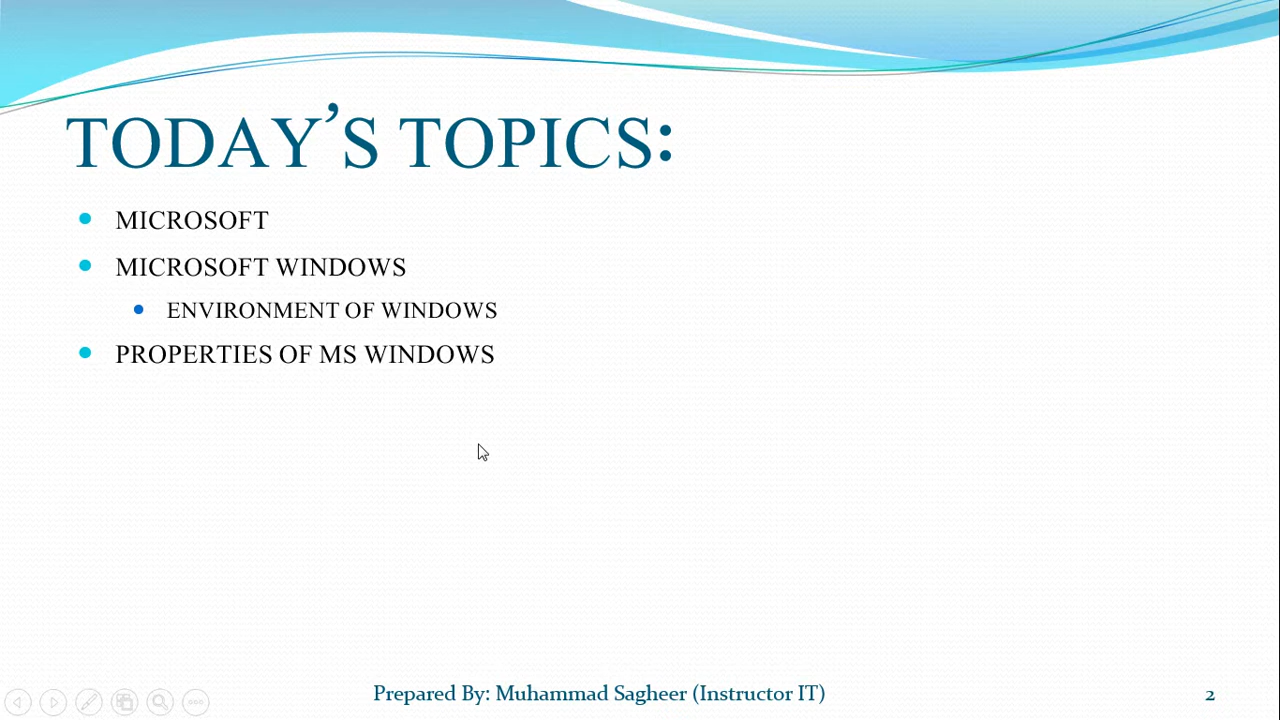 TODAY’S TOPICS:
MICROSOFT
MICROSOFT WINDOWS
ENVIRONMENT OF WINDOWS
PROPERTIES OF MS WINDOWS
Prepared By: Muhammad Sagheer (Instructor IT)
2